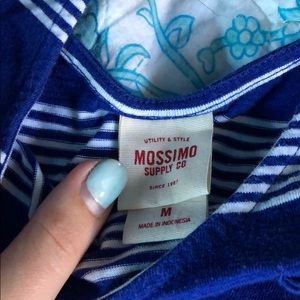 UTILITY & STYLE
MOSSIMO
SUPPLY CO
SINCE 1987
M
MADE IN INDONESIA